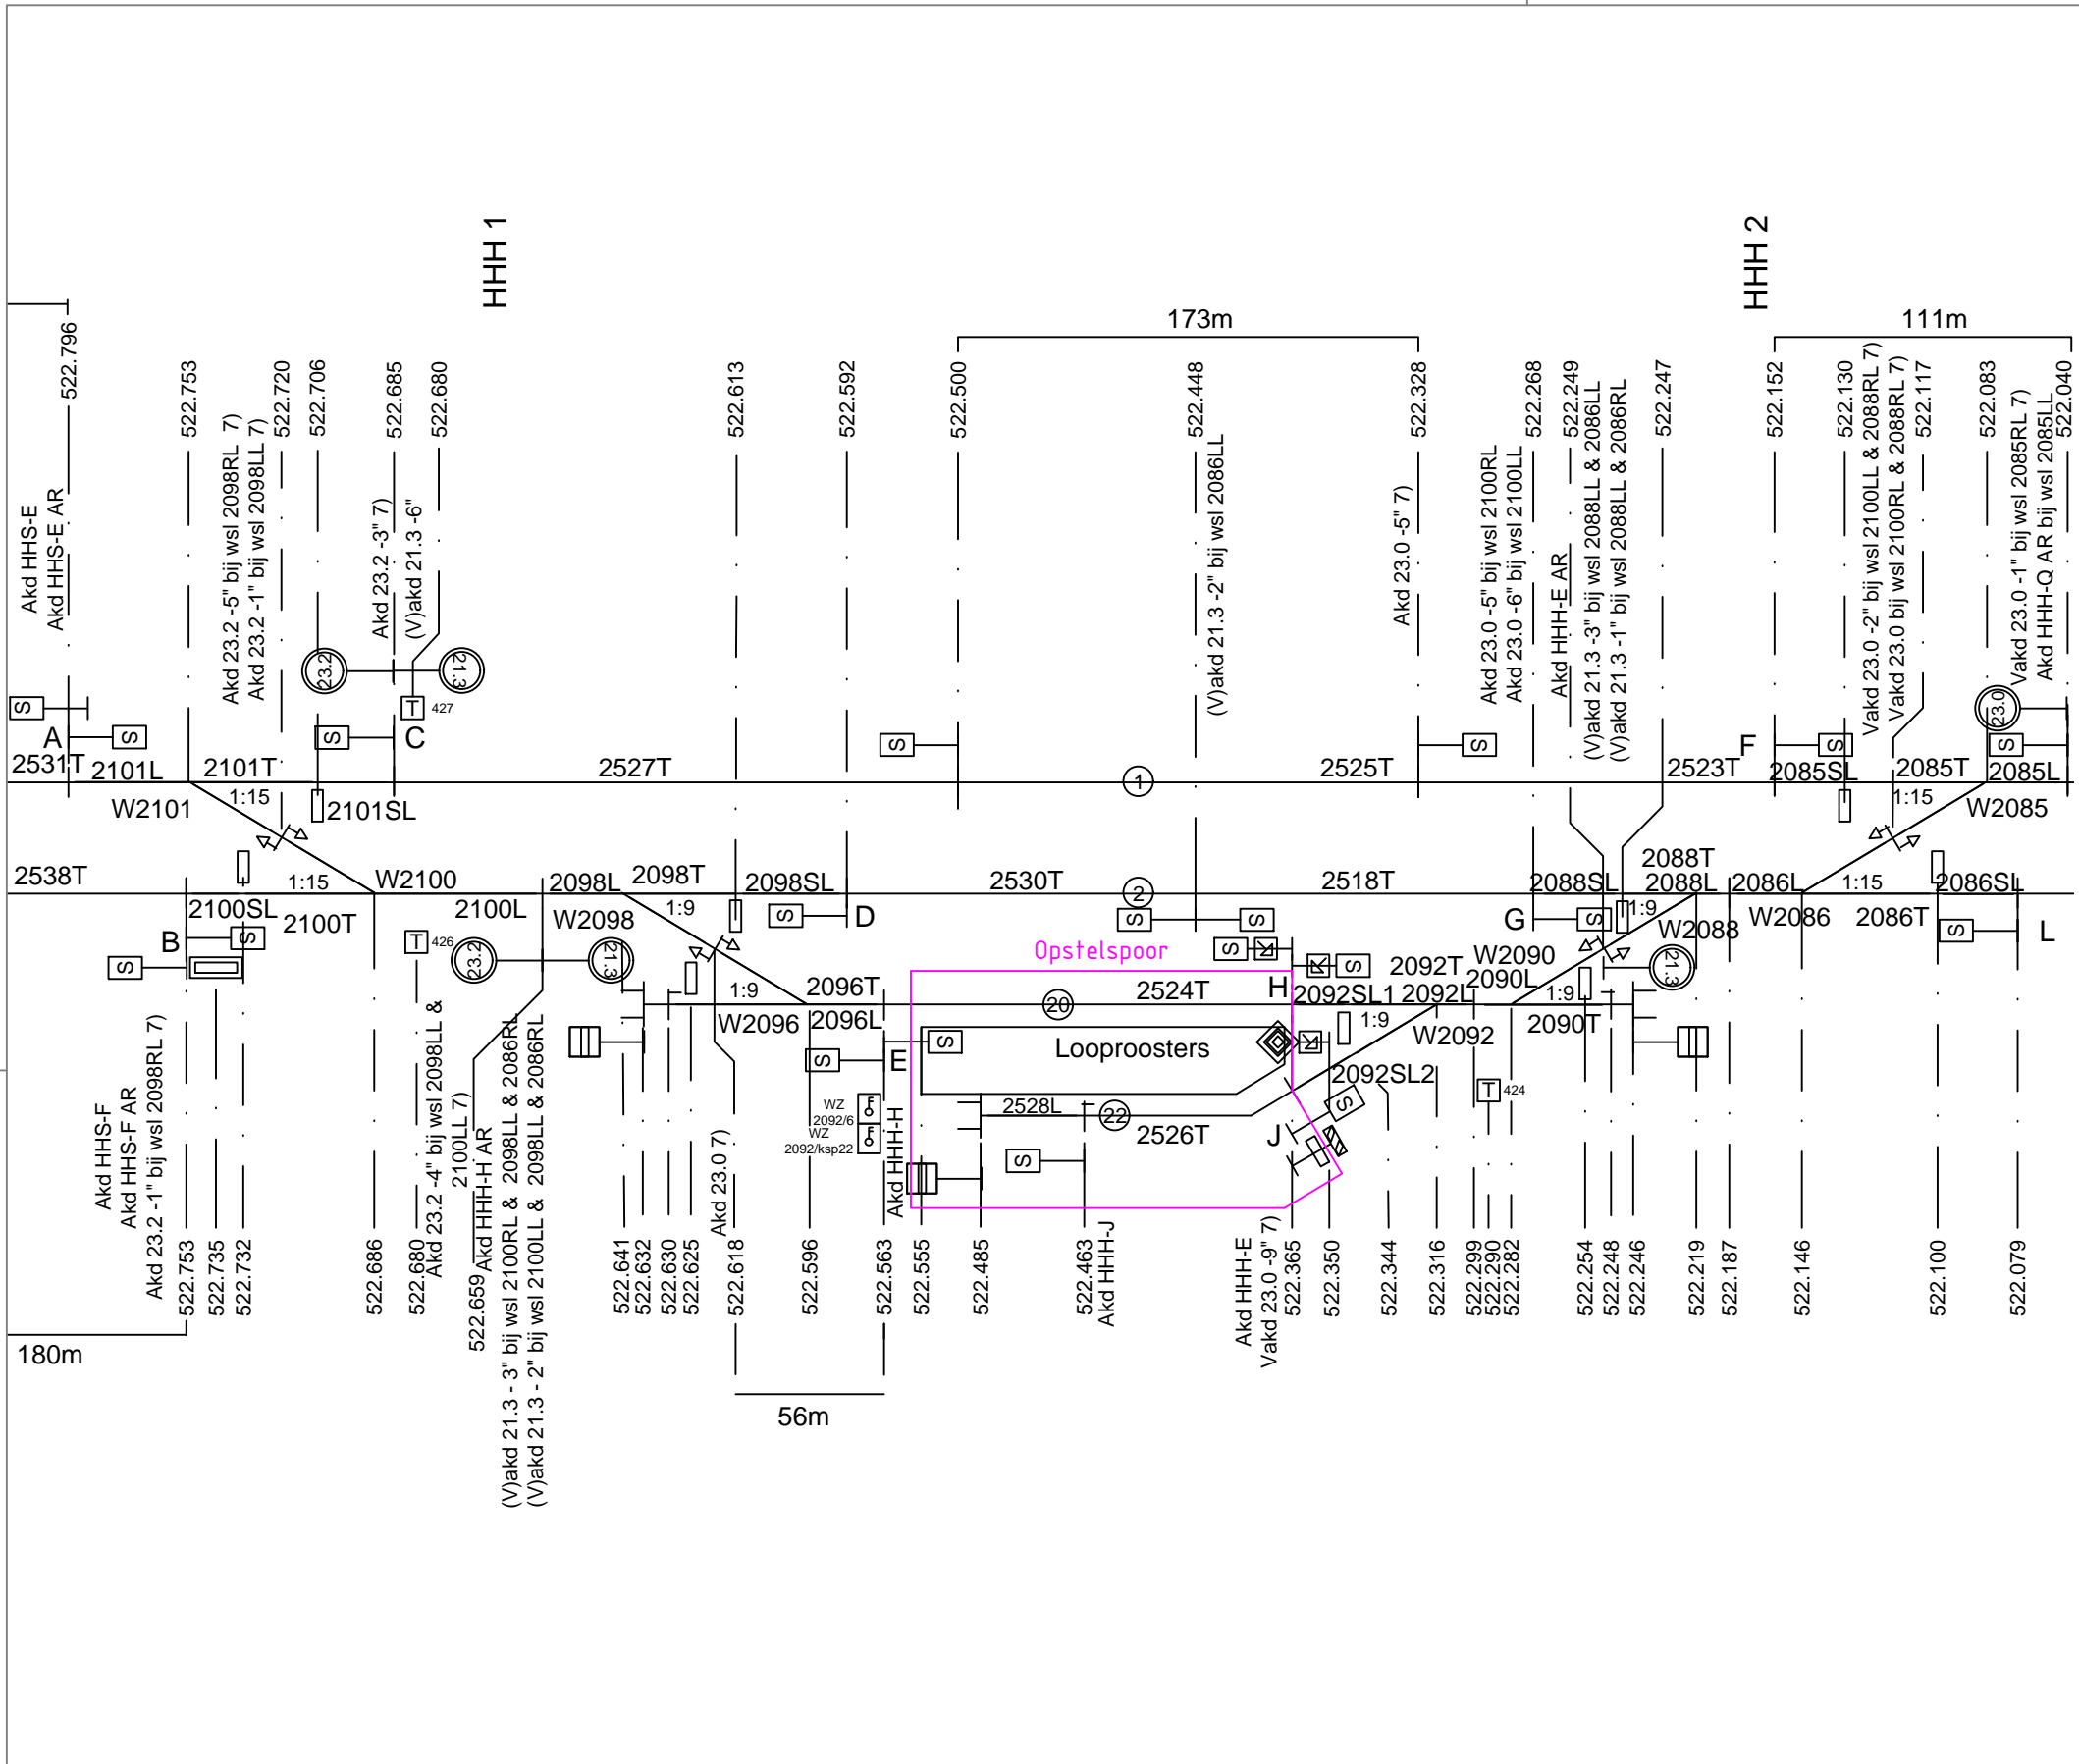 HHH 1
HHH 2
173m
111m
Akd HHS-E
Akd HHS-E AR
522.796
522.753
Akd 23.2 -5" bij wsl 2098RL 7)
Akd 23.2 -1" bij wsl 2098LL 7)
522.720
522.706
Akd 23.2 -3" 7)
522.685
(V)akd 21.3 -6"
522.680
522.613
522.592
522.500
522.448
(V)akd 21.3 -2" bij wsl 2086LL
Akd 23.0 -5" 7)
522.328
Akd 23.0 -5" bij wsl 2100RL
Akd 23.0 -6" bij wsl 2100LL
522.268
Akd HHH-E AR
522.249
(V)akd 21.3 -3" bij wsl 2088LL & 2086LL
(V)akd 21.3 -1" bij wsl 2088LL & 2086RL
522.247
522.152
522.130
Vakd 23.0 -2" bij wsl 2100LL & 2088RL 7)
Vakd 23.0 bij wsl 2100RL & 2088RL 7)
522.117
522.083
Vakd 23.0 -1" bij wsl 2085RL 7)
Akd HHH-Q AR bij wsl 2085LL
522.040
23.2
21.3
T 427
23.0
S
S
S
S
S
S
S
A
C
F
2531T
2101L
2101T
2527T
1
2525T
2523T
2085SL
2085T
2085L
W2101
1:15
2101SL
1:15
W2085
2538T
1:15
W2100
2098L
2098T
2098SL
2530T
2
2518T
2088SL
2088T
2088L
2086L
1:15
2086SL
2100SL
2100T
2100L
W2098
1:9
1:9
W2088
W2086
2086T
B
S
S
T 426
23.2
21.3
S
D
S
S
G
S
21.3
S
L
Opstelspoor
S
S
1:9
2096T
W2096
2096L
20
2524T
H
2092SL1
2092T
2092L
W2090
2090L
1:9
2090T
1:9
W2092
S
E
S
Looproosters
2092SL2
T 424
WZ
2092/6
WZ
2092/ksp22
2528L
22
2526T
S
J
S
Akd HHS-F
Akd HHS-F AR
Akd 23.2 -1" bij wsl 2098RL 7)
522.753
522.735
522.732
522.686
522.680
Akd 23.2 -4" bij wsl 2098LL &
2100LL 7)
522.659
Akd HHH-H AR
(V)akd 21.3 - 3" bij wsl 2100RL & 2098LL & 2086RL
(V)akd 21.3 - 2" bij wsl 2100LL & 2098LL & 2086RL
522.641
522.632
522.630
522.625
Akd 23.0 7)
522.618
522.596
Akd HHH-H
522.563
522.555
522.485
522.463
Akd HHH-J
Akd HHH-E
Vakd 23.0 -9" 7)
522.365
522.350
522.344
522.316
522.299
522.290
522.282
522.254
522.248
522.246
522.219
522.187
522.146
522.100
522.079
180m
56m